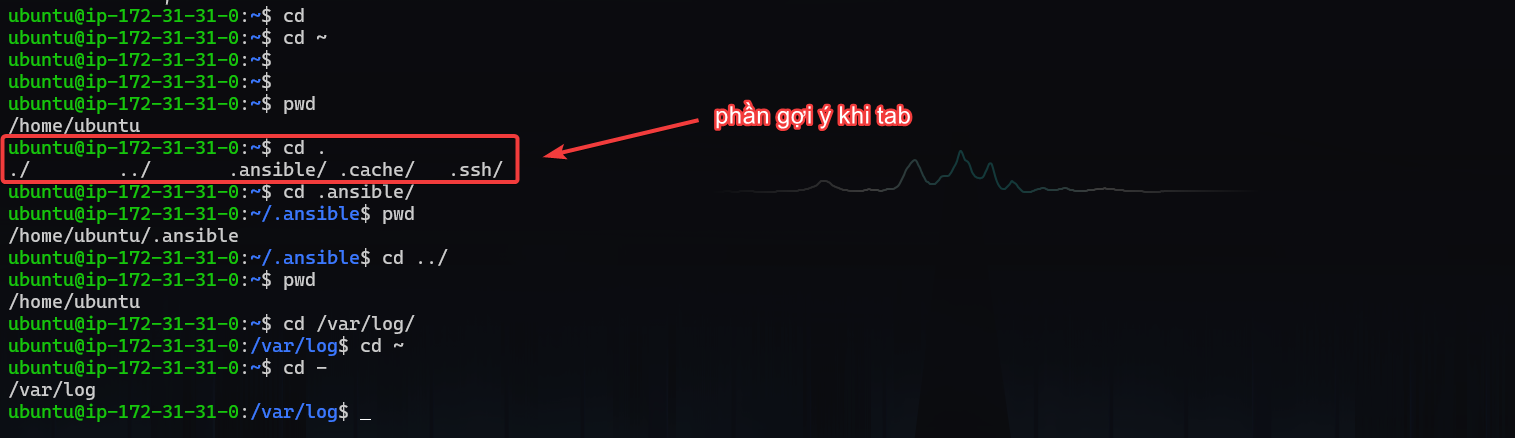 ubuntu@ip-172-31-31-0:~$ cd
ubuntu@ip-172-31-31-0:~$ cd ~
ubuntu@ip-172-31-31-0:~$
ubuntu@ip-172-31-31-0:~$
ubuntu@ip-172-31-31-0:~$ pwd
/home/ubuntu
phần gợi ý khi tab
ubuntu@ip-172-31-31-0:~$ cd .
./ ../ .ansible/ .cache/ .ssh/
ubuntu@ip-172-31-31-0:~$ cd .ansible/
ubuntu@ip-172-31-31-0:~/.ansible$ pwd
/home/ubuntu/.ansible
ubuntu@ip-172-31-31-0:~/.ansible$ cd ../
ubuntu@ip-172-31-31-0:~$ pwd
/home/ubuntu
ubuntu@ip-172-31-31-0:~$ cd /var/log/
ubuntu@ip-172-31-31-0:/var/log$ cd ~
ubuntu@ip-172-31-31-0:~$ cd -
/var/log
ubuntu@ip-172-31-31-0:/var/log$ _